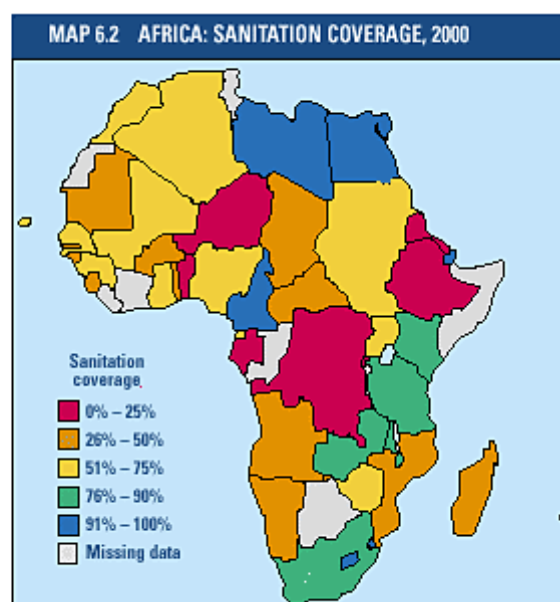 MAP 6.2 AFRICA: SANITATION COVERAGE, 2000
Sanitation
coverage
0% – 25%
26% – 50%
51% – 75%
76% – 90%
91% – 100%
Missing data